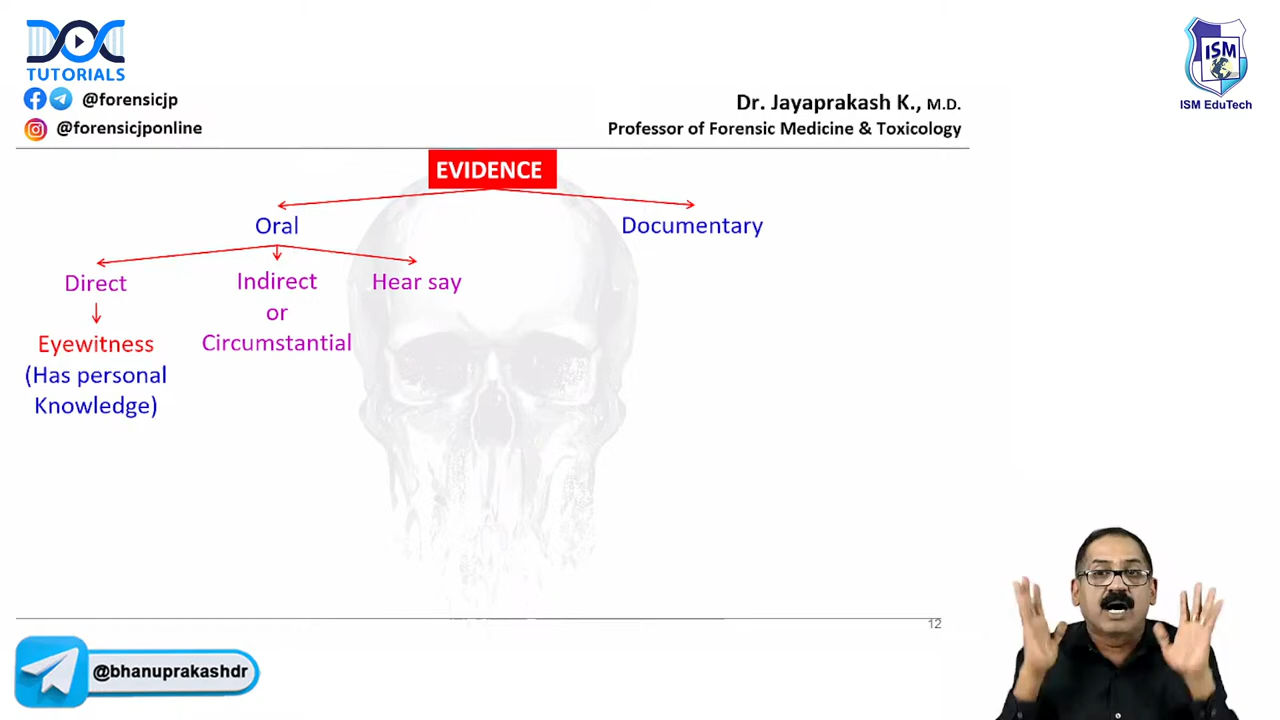 DOC
TUTORIALS
@forensicjp
@forensicjponline
Dr. Jayaprakash K., M.D.
Professor of Forensic Medicine & Toxicology
ISM
ISM EduTech
EVIDENCE
Oral
Documentary
Direct
Indirect
or
Circumstantial
Hear say
Eyewitness
(Has personal
Knowledge)
12
@bhanuprakashdr